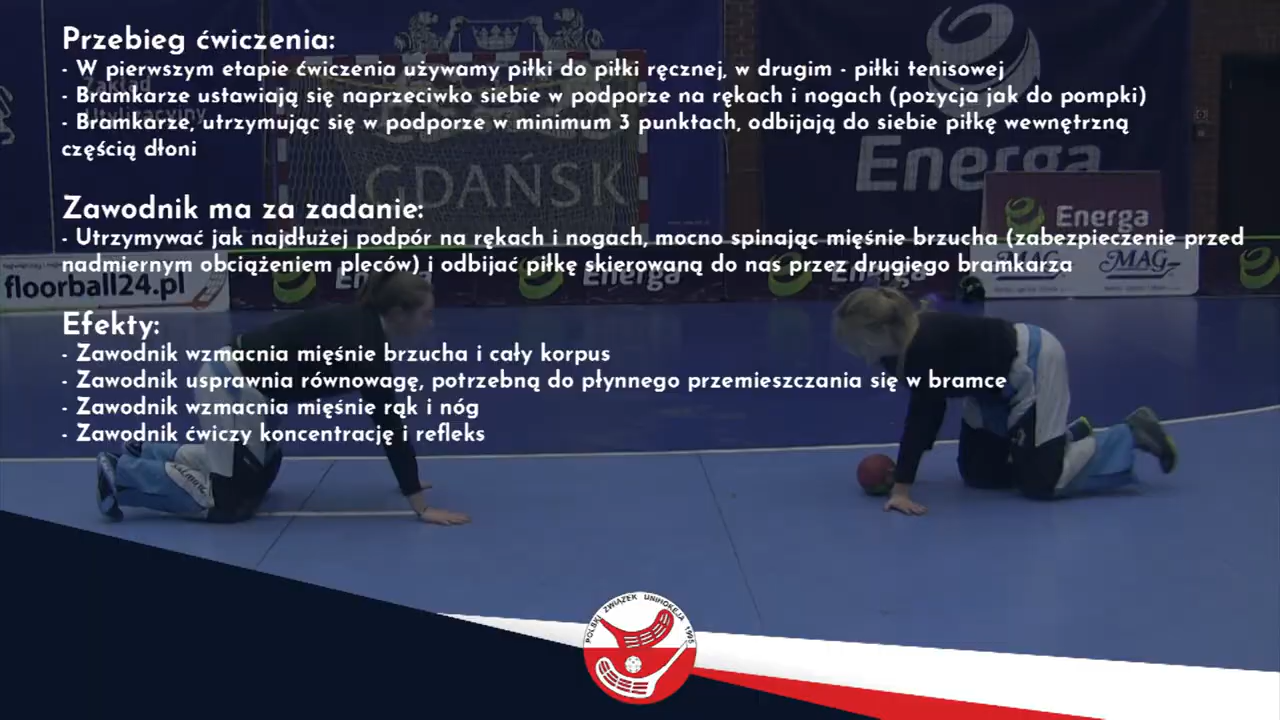 Przebieg ćwiczenia:
- W pierwszym etapie ćwiczenia używamy piłki do piłki ręcznej, w drugim - piłki tenisowej
- Bramkarze ustawiają się naprzeciwko siebie w podporze na rękach i nogach (pozycja jak do pompki)
- Bramkarze, utrzymując się w podporze w minimum 3 punktach, odbijają do siebie piłkę wewnętrzną
częścią dłoni
Zawodnik ma za zadanie:
- Utrzymywać jak najdłużej podpór na rękach i nogach, mocno spinając mięśnie brzucha (zabezpieczenie przed
nadmiernym obciążeniem pleców) i odbijać piłkę skierowaną do nas przez drugiego bramkarza
Efekty:
- Zawodnik wzmacnia mięśnie brzucha i cały korpus
- Zawodnik usprawnia równowagę, potrzebną do płynnego przemieszczania się w bramce
- Zawodnik wzmacnia mięśnie rąk i nóg
- Zawodnik ćwiczy koncentrację i refleks
Zakład
Utylizacyjny
GDAŃSK
Energa
Energa
MAG
floorball24.pl
Energa
POLSKI ZWIĄZEK UNIHOKEJA 1995